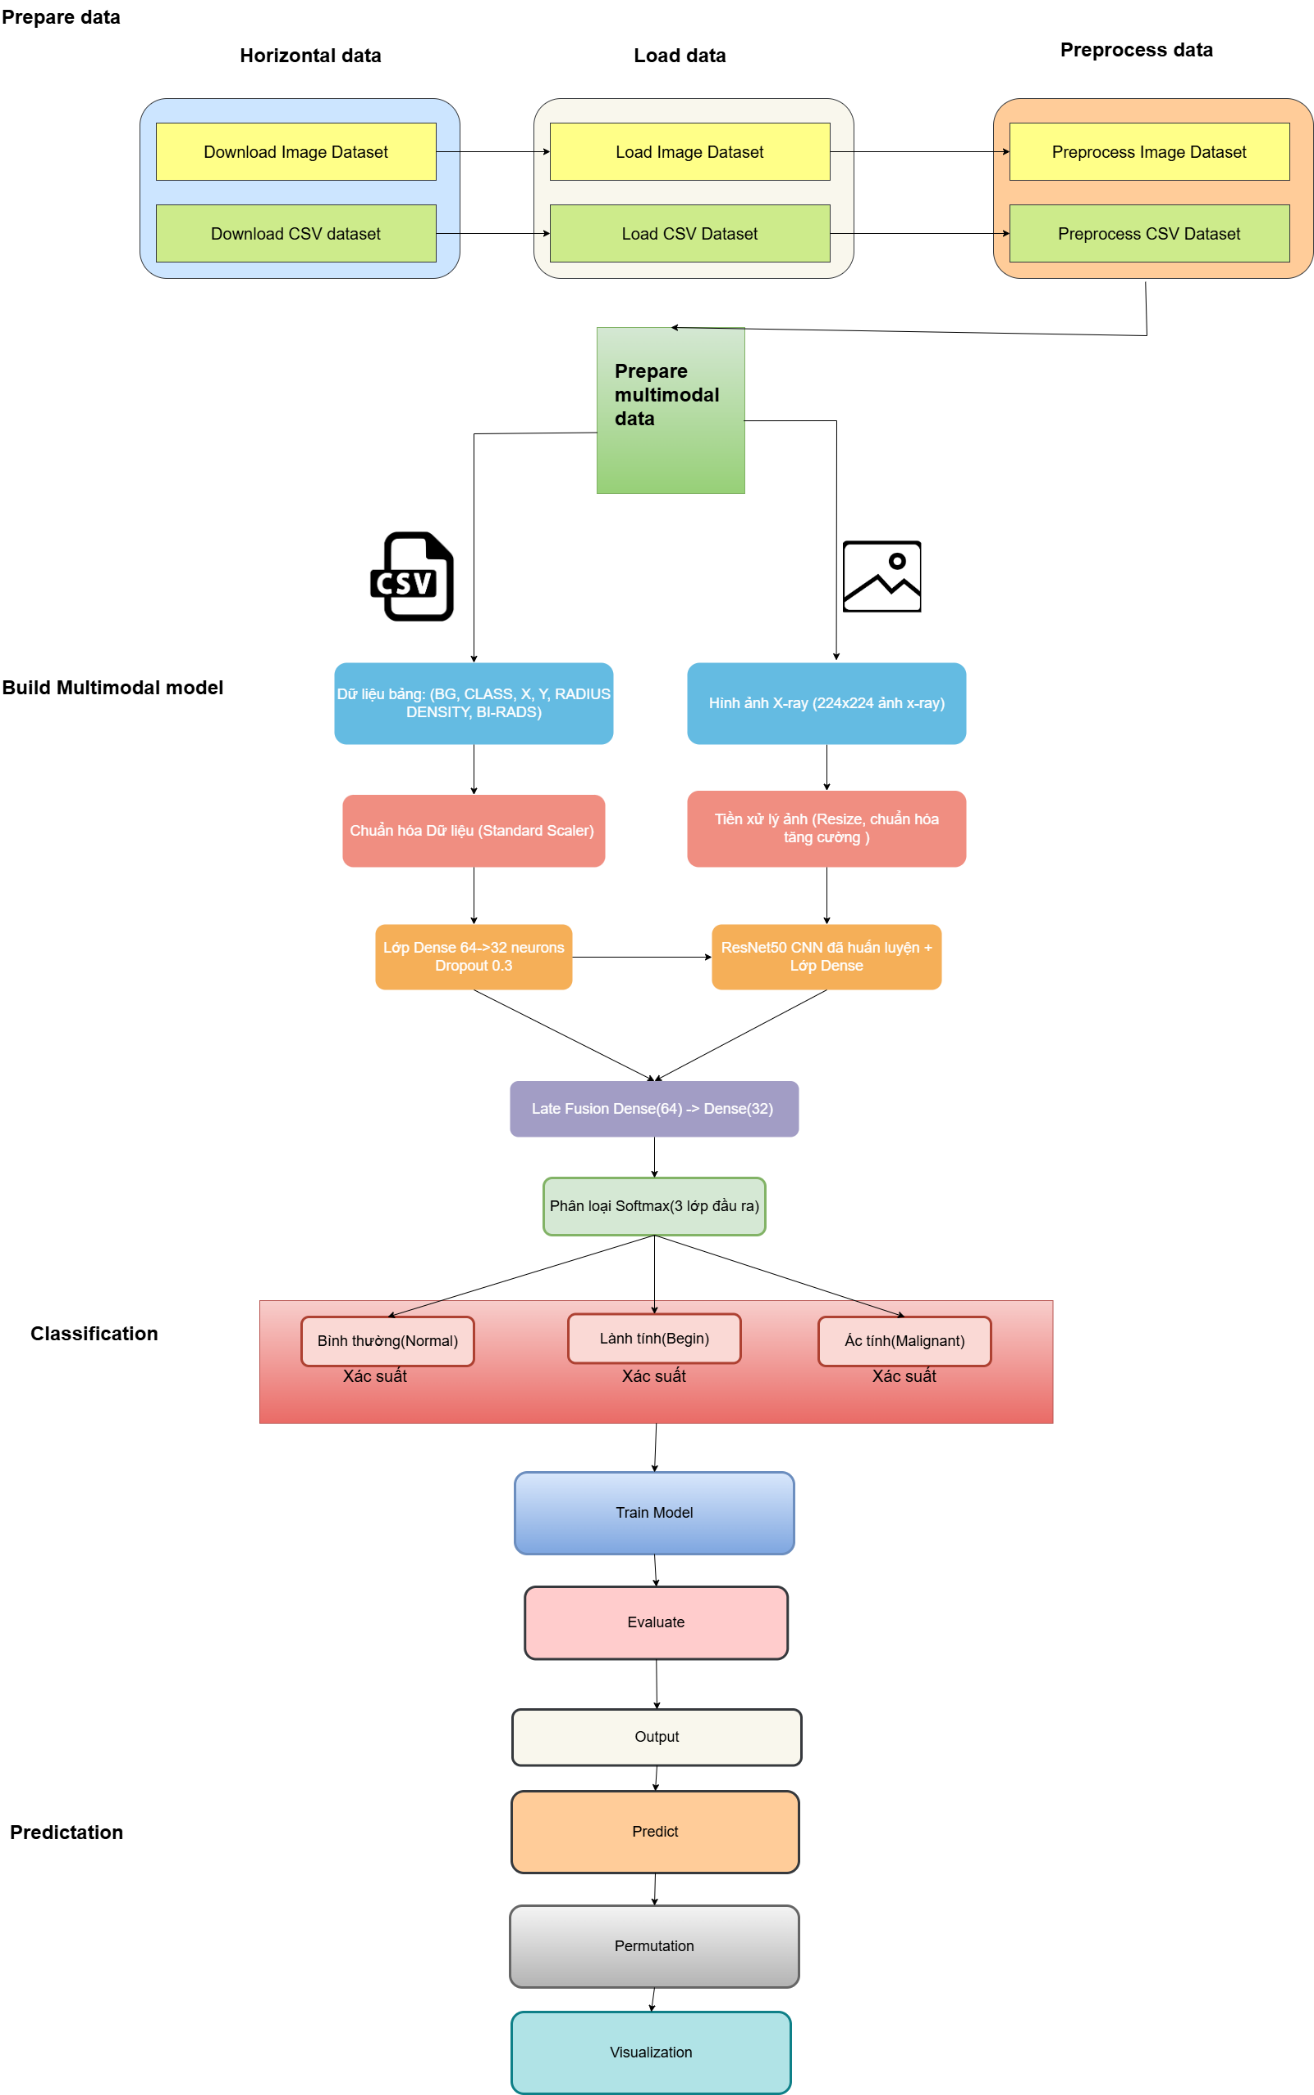 Prepare data
Horizontal data
Load data
Preprocess data
Download Image Dataset
Load Image Dataset
Preprocess Image Dataset
Download CSV dataset
Load CSV Dataset
Preprocess CSV Dataset
Prepare
multimodal
data
CSV
Build Multimodal model
Dữ liệu bảng: (BG, CLASS, X, Y, RADIUS
DENSITY, BI-RADS)
Hình ảnh X-ray (224x224 ảnh x-ray)
Chuẩn hóa Dữ liệu (Standard Scaler)
Tiền xử lý ảnh (Resize, chuẩn hóa
tăng cường )
Lớp Dense 64->32 neurons
Dropout 0.3
ResNet50 CNN đã huấn luyện +
Lớp Dense
Late Fusion Dense(64) -> Dense(32)
Phân loại Softmax(3 lớp đầu ra)
Classification
Bình thường(Normal)
Lành tính(Begin)
Ác tính(Malignant)
Xác suất
Xác suất
Xác suất
Train Model
Evaluate
Output
Predictation
Predict
Permutation
Visualization